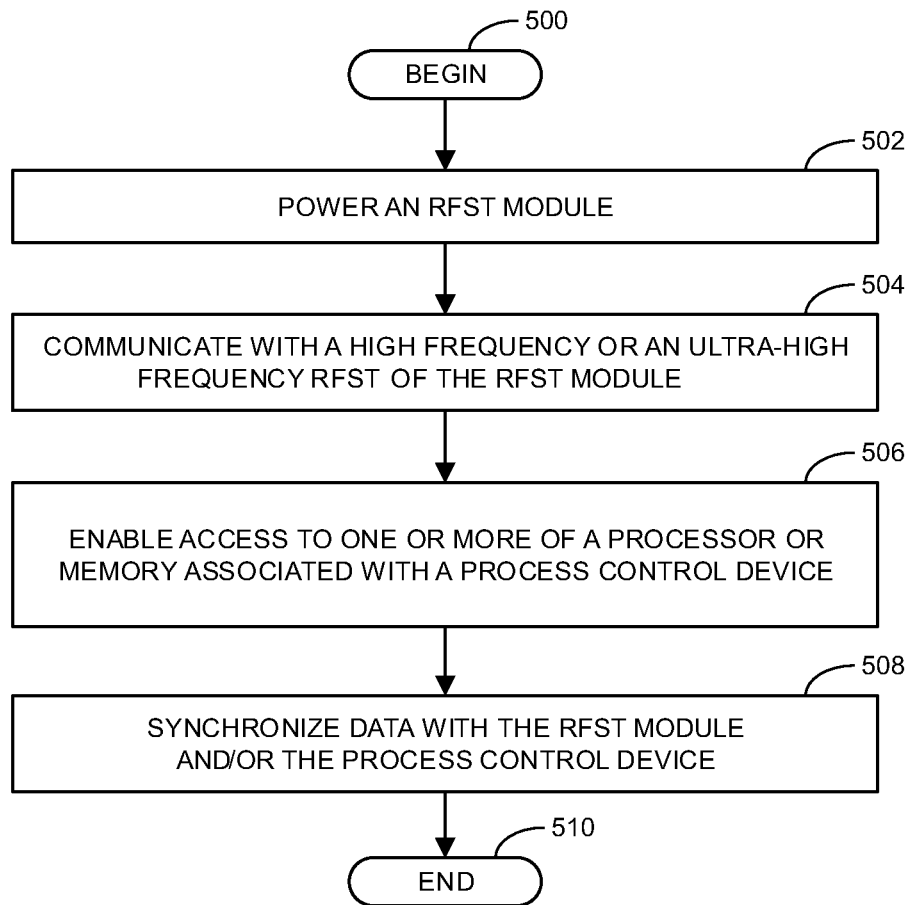 500
BEGIN
502
POWER AN RFST MODULE
504
COMMUNICATE WITH A HIGH FREQUENCY OR AN ULTRA-HIGH
FREQUENCY RFST OF THE RFST MODULE
506
ENABLE ACCESS TO ONE OR MORE OF A PROCESSOR OR
MEMORY ASSOCIATED WITH A PROCESS CONTROL DEVICE
508
SYNCHRONIZE DATA WITH THE RFST MODULE
AND/OR THE PROCESS CONTROL DEVICE
510
END